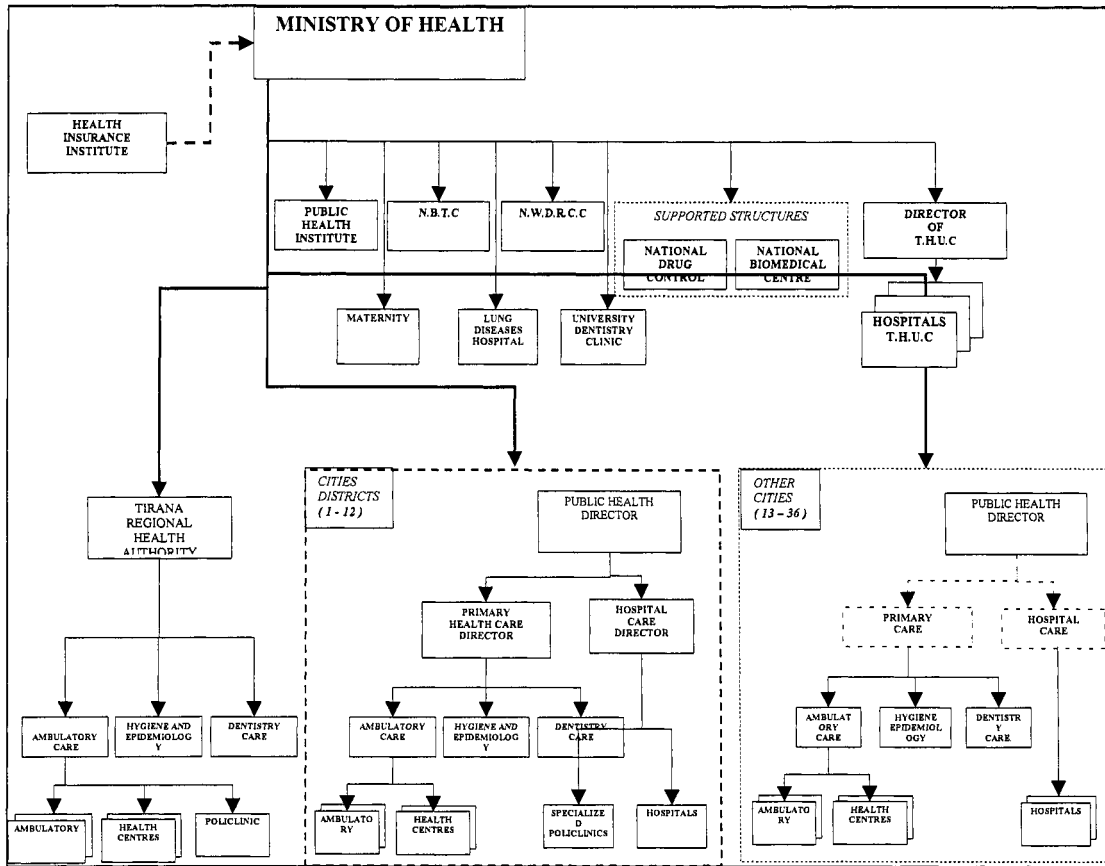 MINISTRY OF HEALTH
HEALTH
INSURANCE
INSTITUTE
PUBLIC
HEALTH
INSTITUTE
N.B.T.C
N.W.D.R.C.C
SUPPORTED STRUCTURES
NATIONAL
DRUG
CONTROL
NATIONAL
BIOMEDICAL
CENTRE
DIRECTOR
OF
T.H.U.C
MATERNITY
LUNG
DISEASES
HOSPITAL
UNIVERSITY
DENTISTRY
CLINIC
HOSPITALS
T.H.U.C
TIRANA
REGIONAL
HEALTH
AUTHORITY
AMBULATORY
CARE
HYGIENE AND
EPIDEMIOLOG
Y
DENTISTRY
CARE
AMBULATORY
HEALTH
CENTRES
POLICLINIC
CITIES
DISTRICTS
( 1 - 12 )
PUBLIC HEALTH
DIRECTOR
PRIMARY
HEALTH CARE
DIRECTOR
HOSPITAL
CARE
DIRECTOR
AMBULATORY
CARE
HYGIENE AND
EPIDEMIOLOG
Y
DENTISTRY
CARE
AMBULATO
RY
HEALTH
CENTRES
SPECIALIZE
D
POLICLINICS
HOSPITALS
OTHER
CITIES
( 13 – 36 )
PUBLIC HEALTH
DIRECTOR
PRIMARY
CARE
HOSPITAL
CARE
AMBULAT
ORY
CARE
HYGIENE
EPIDEMIOL
OGY
DENTISTR
Y
CARE
AMBULATO
RY
HEALTH
CENTRES
HOSPITALS